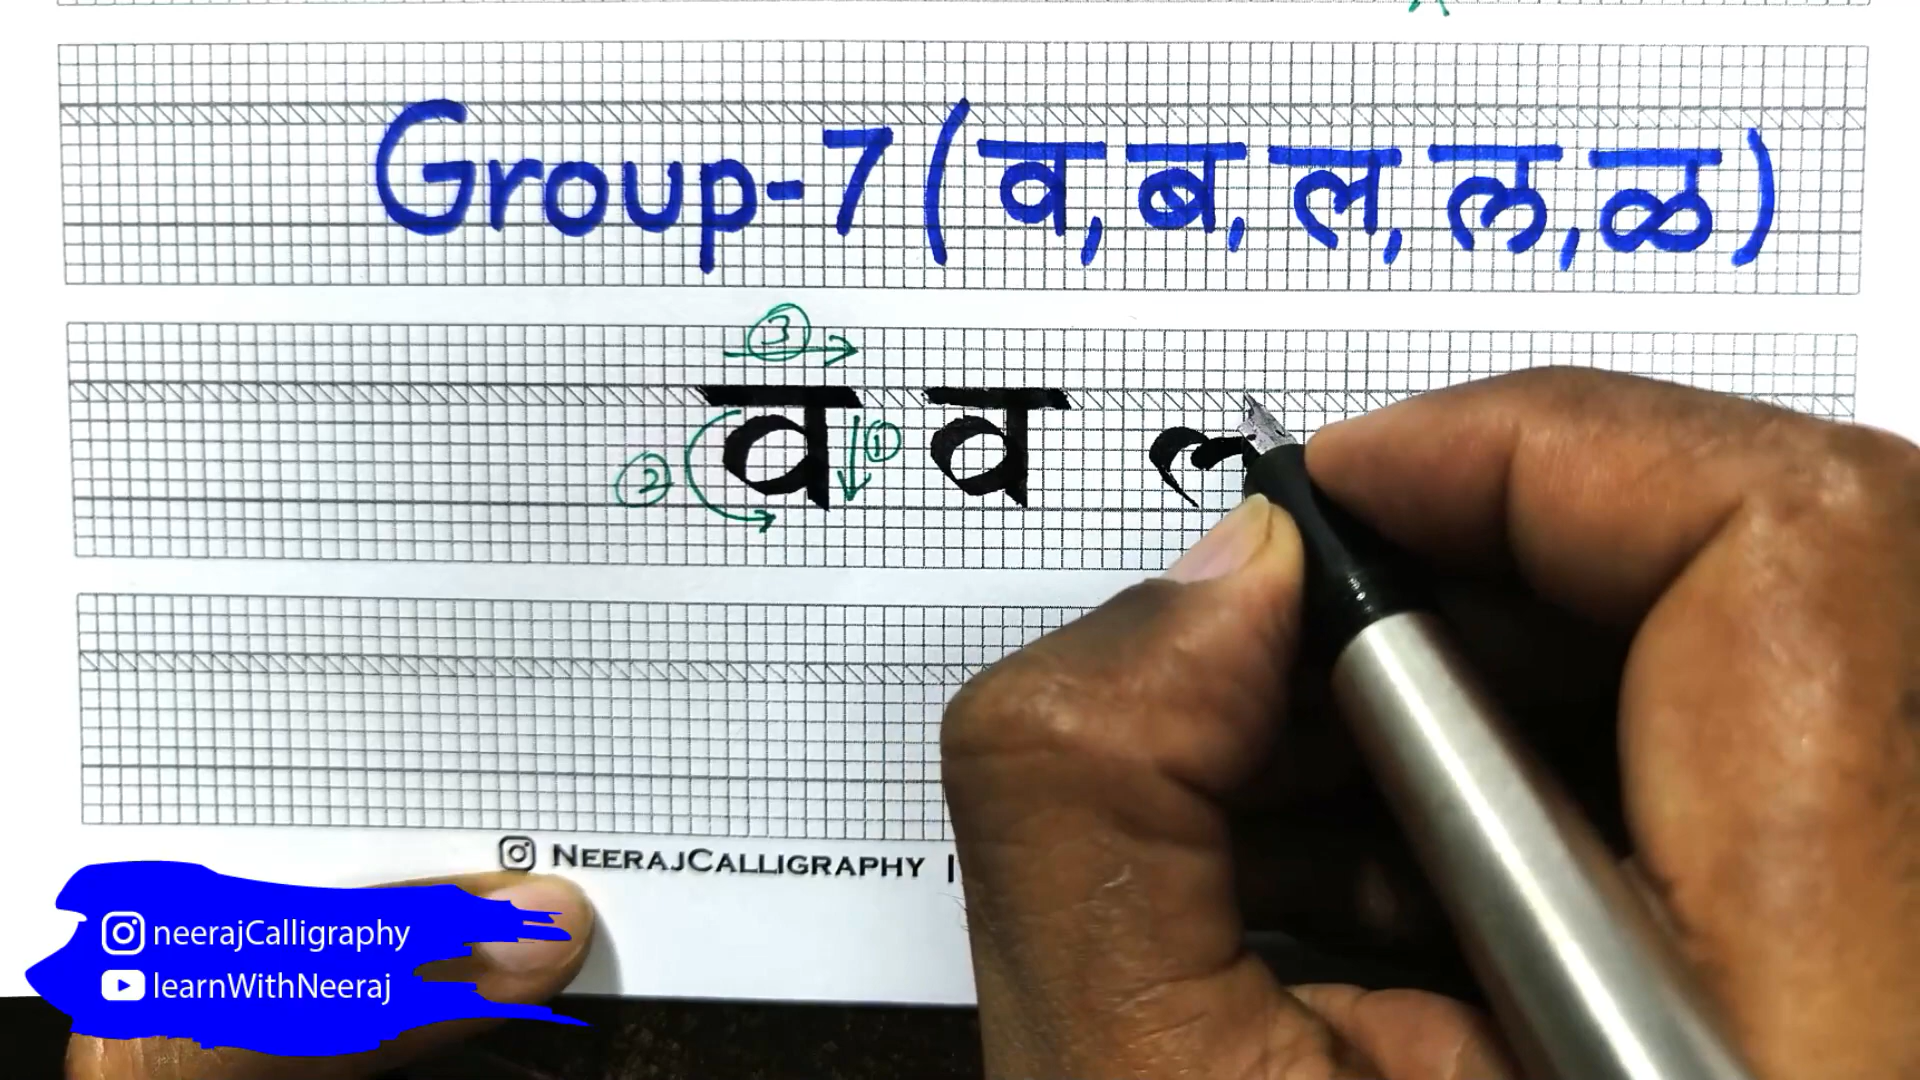 Group-7 (व, ब, ल, ल, ळ)
3
व व
2 1
NEERAJCALLIGRAPHY |
neerajCalligraphy
learnWithNeeraj